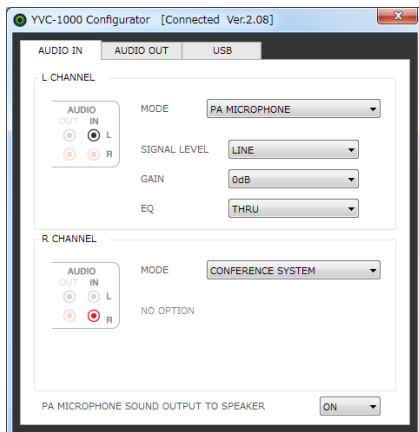 YVC-1000 Configurator [Connected Ver.2.08]
AUDIO IN AUDIO OUT USB
L CHANNEL
AUDIO
OUT IN
L
R
MODE PA MICROPHONE
SIGNAL LEVEL LINE
GAIN 0dB
EQ THRU
R CHANNEL
AUDIO
OUT IN
L
R
MODE CONFERENCE SYSTEM
NO OPTION
PA MICROPHONE SOUND OUTPUT TO SPEAKER ON